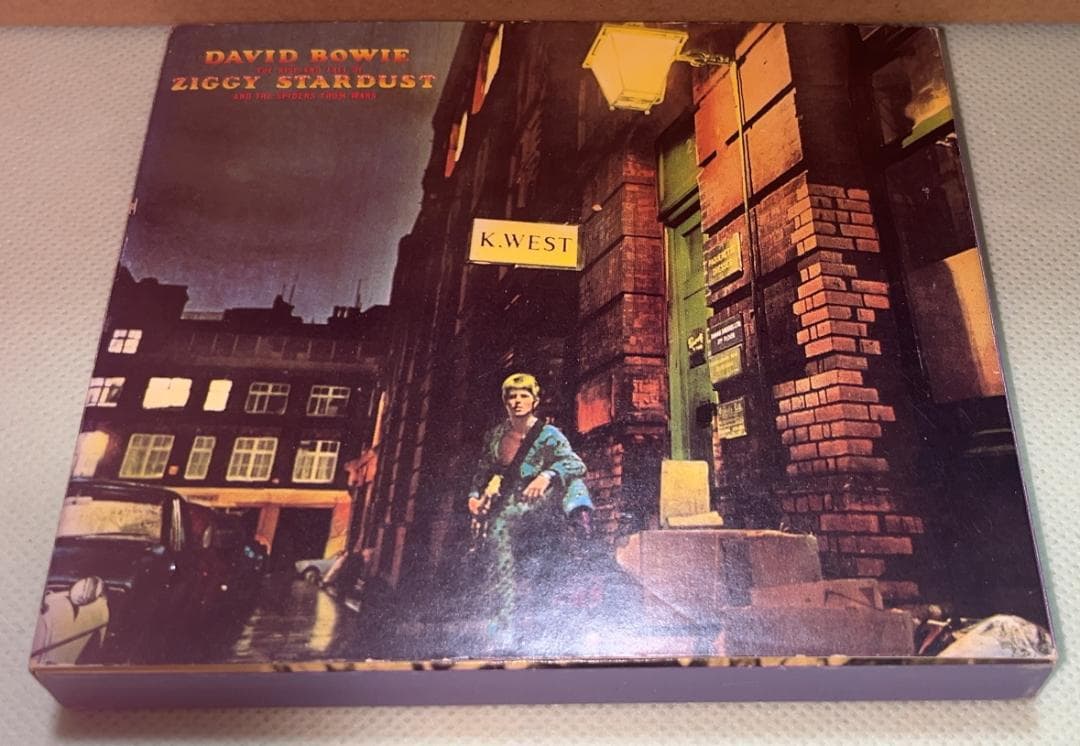 DAVID BOWIE
THE RISE AND FALL OF
ZIGGY STARDUST
AND THE SPIDERS FROM MARS
K.WEST